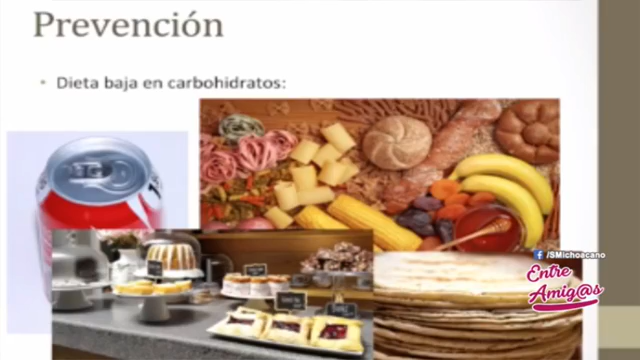 Prevención
• Dieta baja en carbohidratos:
/SMichoacano
Entre
Amig@s